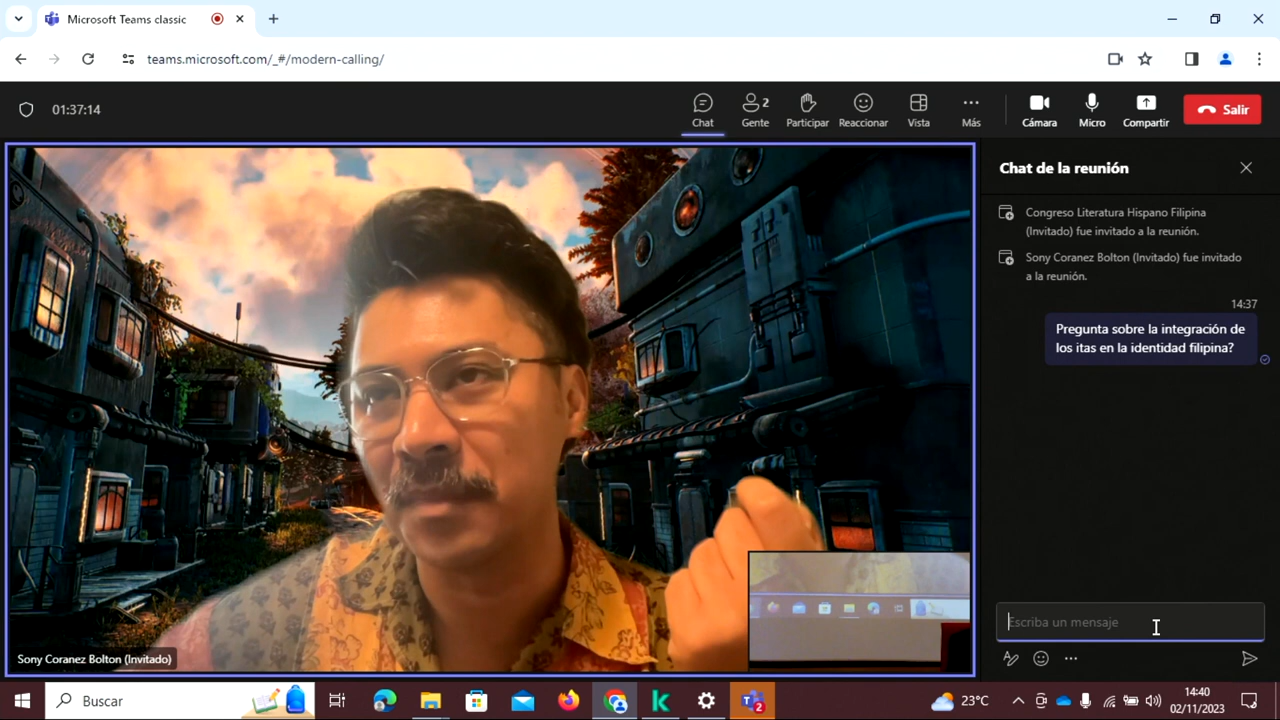 Microsoft Teams classic
teams.microsoft.com/_#/modern-calling/
01:37:14
Chat
Gente
2
Participar
Reaccionar
Vista
Más
Cámara
Micro
Compartir
Salir
Chat de la reunión
Congreso Literatura Hispano Filipina
(Invitado) fue invitado a la reunión.
Sony Coranez Bolton (Invitado) fue invitado
a la reunión.
14:37
Pregunta sobre la integración de
los itas en la identidad filipina?
Escriba un mensaje
Sony Coranez Bolton (Invitado)
Buscar
2
23°C
14:40
02/11/2023